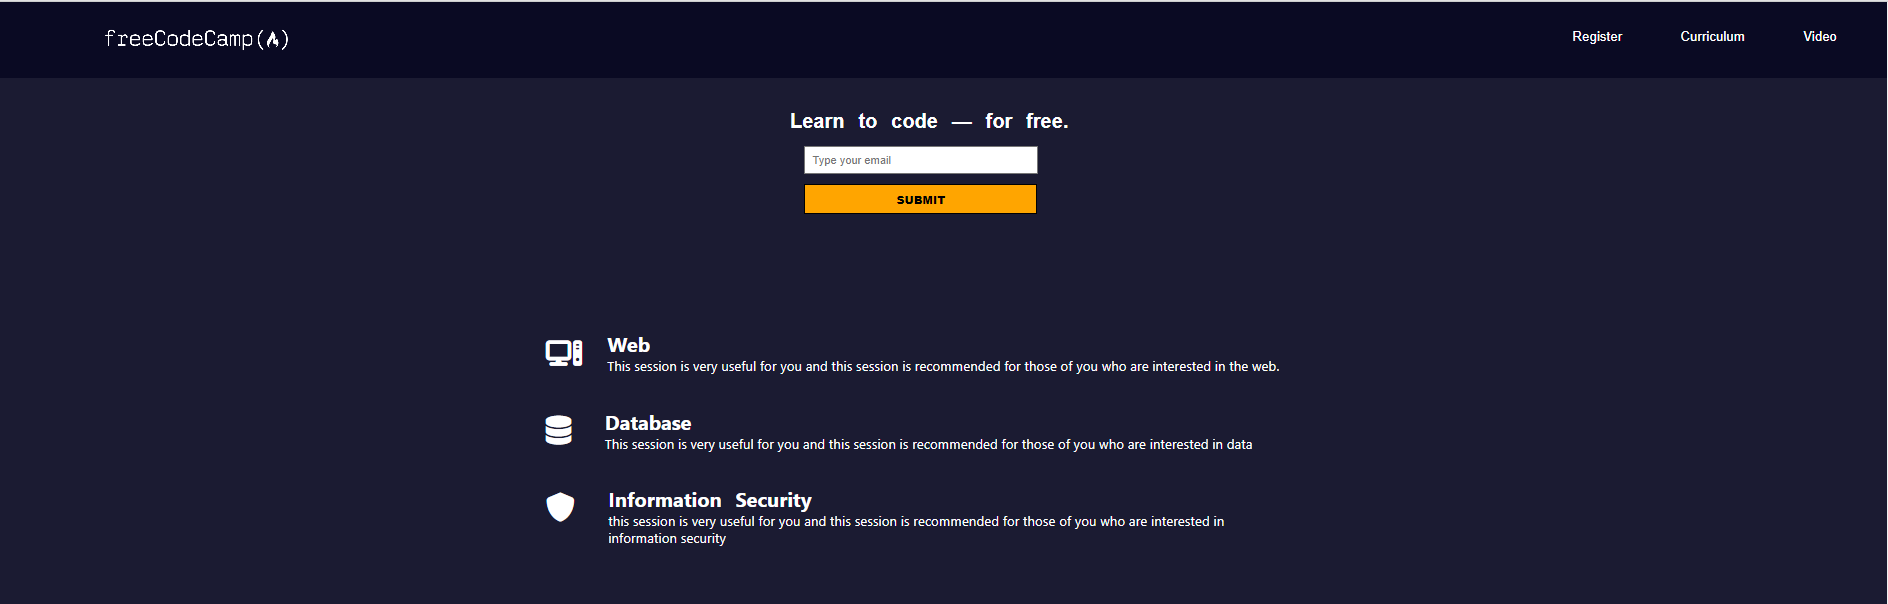 freeCodeCamp(🔥)
Register
Curriculum
Video
Learn to code — for free.
Type your email
SUBMIT
Web
This session is very useful for you and this session is recommended for those of you who are interested in the web.
Database
This session is very useful for you and this session is recommended for those of you who are interested in data
Information Security
this session is very useful for you and this session is recommended for those of you who are interested in
information security